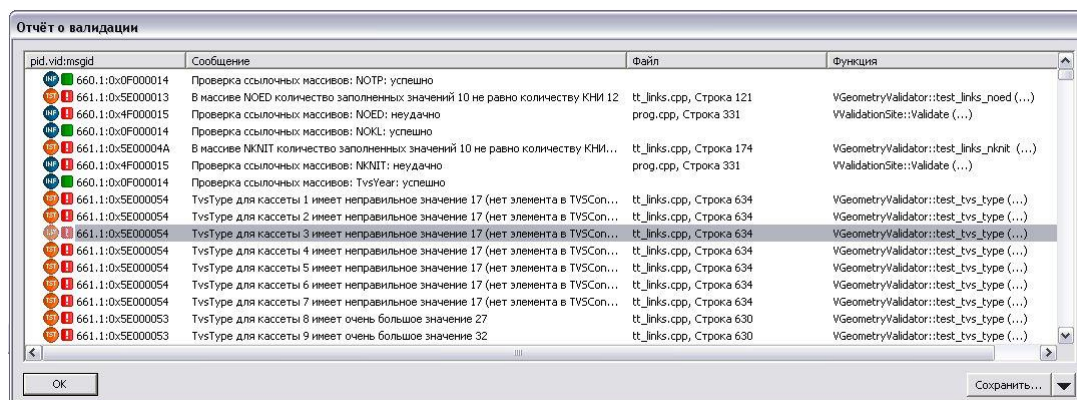 Отчёт о валидации
pid.vid:msgid Сообщение Файл Функция
INF 660.1:0x0F000014 Проверка ссылочных массивов: NOTP: успешно
TST ! 661.1:0x5E000013 В массиве NOED количество заполненных значений 10 не равно количеству КНИ 12 tt_links.cpp, Строка 121 VGeometryValidator::test_links_noed (...)
INF ! 660.1:0x4F000015 Проверка ссылочных массивов: NOED: неудачно prog.cpp, Строка 331 VValidationSite::Validate (...)
INF 660.1:0x0F000014 Проверка ссылочных массивов: NOKL: успешно
TST ! 661.1:0x5E00004A В массиве NKNIT количество заполненных значений 10 не равно количеству КНИ... tt_links.cpp, Строка 174 VGeometryValidator::test_links_nknit (...)
INF ! 660.1:0x4F000015 Проверка ссылочных массивов: NKNIT: неудачно prog.cpp, Строка 331 VValidationSite::Validate (...)
INF 660.1:0x0F000014 Проверка ссылочных массивов: TvsYear: успешно
TST ! 661.1:0x5E000054 TvsType для кассеты 1 имеет неправильное значение 17 (нет элемента в TVSCon... tt_links.cpp, Строка 634 VGeometryValidator::test_tvs_type (...)
TST ! 661.1:0x5E000054 TvsType для кассеты 2 имеет неправильное значение 17 (нет элемента в TVSCon... tt_links.cpp, Строка 634 VGeometryValidator::test_tvs_type (...)
TST ! 661.1:0x5E000054 TvsType для кассеты 3 имеет неправильное значение 17 (нет элемента в TVSCon... tt_links.cpp, Строка 634 VGeometryValidator::test_tvs_type (...)
TST ! 661.1:0x5E000054 TvsType для кассеты 4 имеет неправильное значение 17 (нет элемента в TVSCon... tt_links.cpp, Строка 634 VGeometryValidator::test_tvs_type (...)
TST ! 661.1:0x5E000054 TvsType для кассеты 5 имеет неправильное значение 17 (нет элемента в TVSCon... tt_links.cpp, Строка 634 VGeometryValidator::test_tvs_type (...)
TST ! 661.1:0x5E000054 TvsType для кассеты 6 имеет неправильное значение 17 (нет элемента в TVSCon... tt_links.cpp, Строка 634 VGeometryValidator::test_tvs_type (...)
TST ! 661.1:0x5E000054 TvsType для кассеты 7 имеет неправильное значение 17 (нет элемента в TVSCon... tt_links.cpp, Строка 634 VGeometryValidator::test_tvs_type (...)
TST ! 661.1:0x5E000053 TvsType для кассеты 8 имеет очень большое значение 27 tt_links.cpp, Строка 630 VGeometryValidator::test_tvs_type (...)
TST ! 661.1:0x5E000053 TvsType для кассеты 9 имеет очень большое значение 32 tt_links.cpp, Строка 630 VGeometryValidator::test_tvs_type (...)
OK Сохранить...